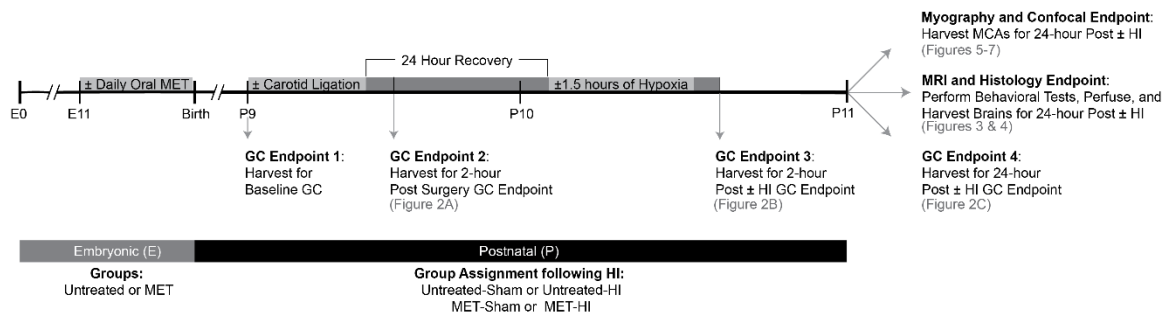 Myography and Confocal Endpoint:
Harvest MCAs for 24-hour Post ± HI
(Figures 5-7)
24 Hour Recovery
± Daily Oral MET
± Carotid Ligation
±1.5 hours of Hypoxia
MRI and Histology Endpoint:
Perform Behavioral Tests, Perfuse, and
Harvest Brains for 24-hour Post ± HI
(Figures 3 & 4)
E0
E11
Birth
P9
P10
P11
GC Endpoint 1:
Harvest for
Baseline GC
GC Endpoint 2:
Harvest for 2-hour
Post Surgery GC Endpoint
(Figure 2A)
GC Endpoint 3:
Harvest for 2-hour
Post ± HI GC Endpoint
(Figure 2B)
GC Endpoint 4:
Harvest for 24-hour
Post ± HI GC Endpoint
(Figure 2C)
Embryonic (E)
Postnatal (P)
Groups:
Untreated or MET
Group Assignment following HI:
Untreated-Sham or Untreated-HI
MET-Sham or MET-HI